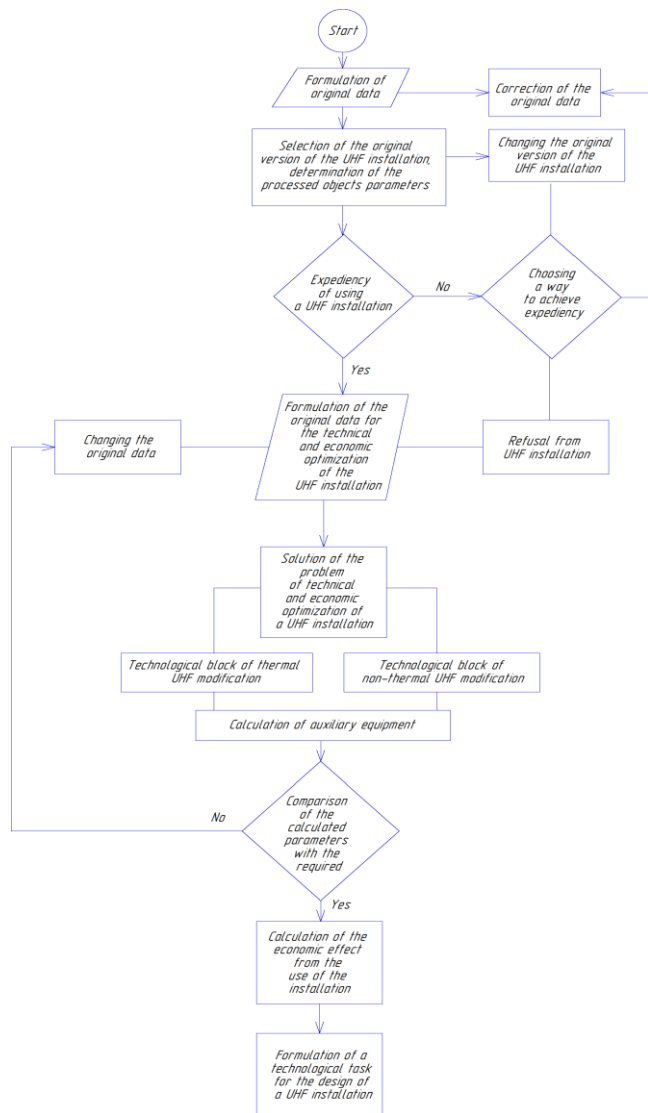 Start
Formulation of
original data
Correction of the
original data
Selection of the original
version of the UHF installation,
determination of the
processed objects parameters
Changing the original
version of the
UHF installation
Expediency
of using
a UHF installation
No
Choosing
a way
to achieve
expediency
Yes
Formulation of the
original data for
the technical
and economic
optimization
of the
UHF installation
Changing the
original data
Refusal from
UHF installation
Solution of the
problem
of technical
and economic
optimization of
a UHF installation
Technological block of thermal
UHF modification
Technological block of
non-thermal UHF modification
Calculation of auxiliary equipment
No
Comparison
of the
calculated
parameters
with the
required
Yes
Calculation of the
economic effect
from the
use of the
installation
Formulation of a
technological task
for the design of
a UHF installation